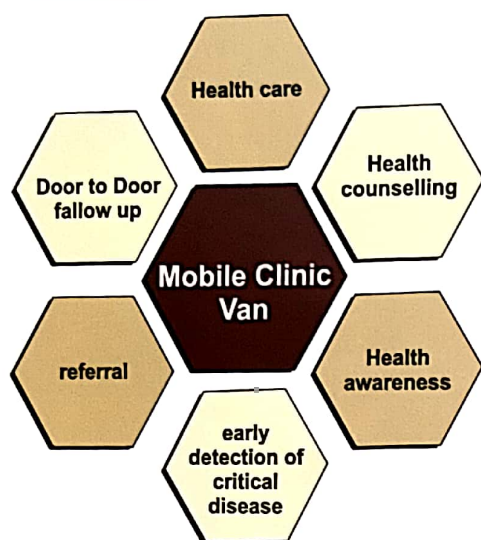 Health care
Health
counselling
Health
awareness
early
detection of
critical
disease
referral
Door to Door
fallow up
Mobile Clinic
Van